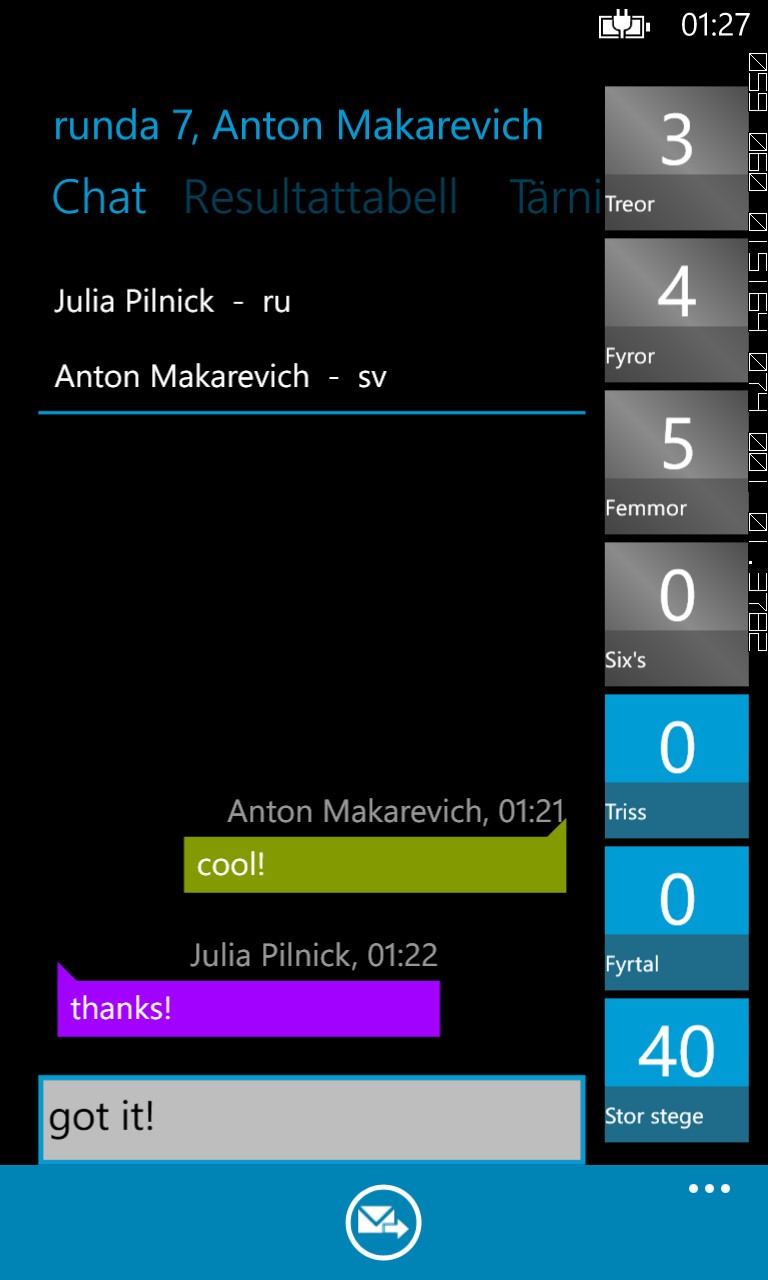 01:27
runda 7, Anton Makarevich
Chat Resultattabell Tärni
Julia Pilnick - ru
Anton Makarevich - sv
Anton Makarevich, 01:21
cool!
Julia Pilnick, 01:22
thanks!
got it!
3
Treor
4
Fyror
5
Femmor
0
Six's
0
Triss
0
Fyrtal
40
Stor stege